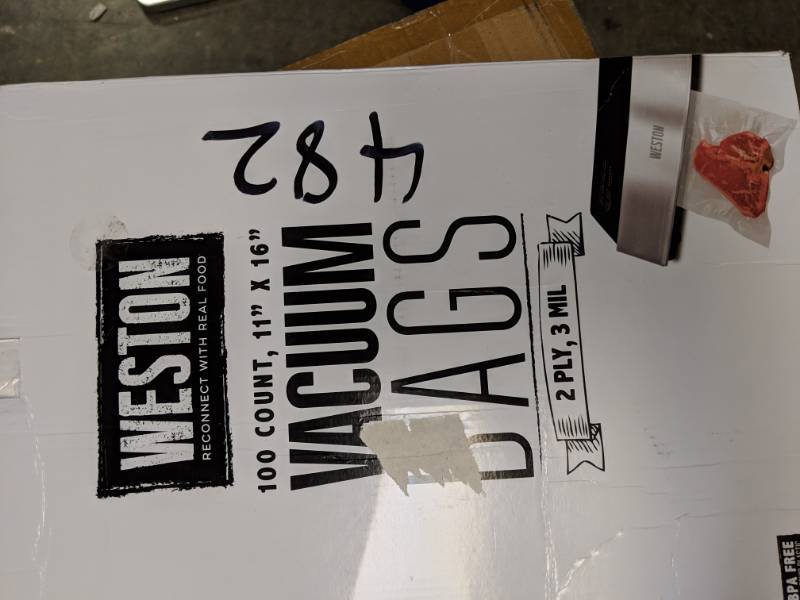 WESTON
RECONNECT WITH REAL FOOD
100 COUNT, 11" X 16"
VACUUM
BAGS
2 PLY, 3 MIL
482
WESTON
BPA FREE